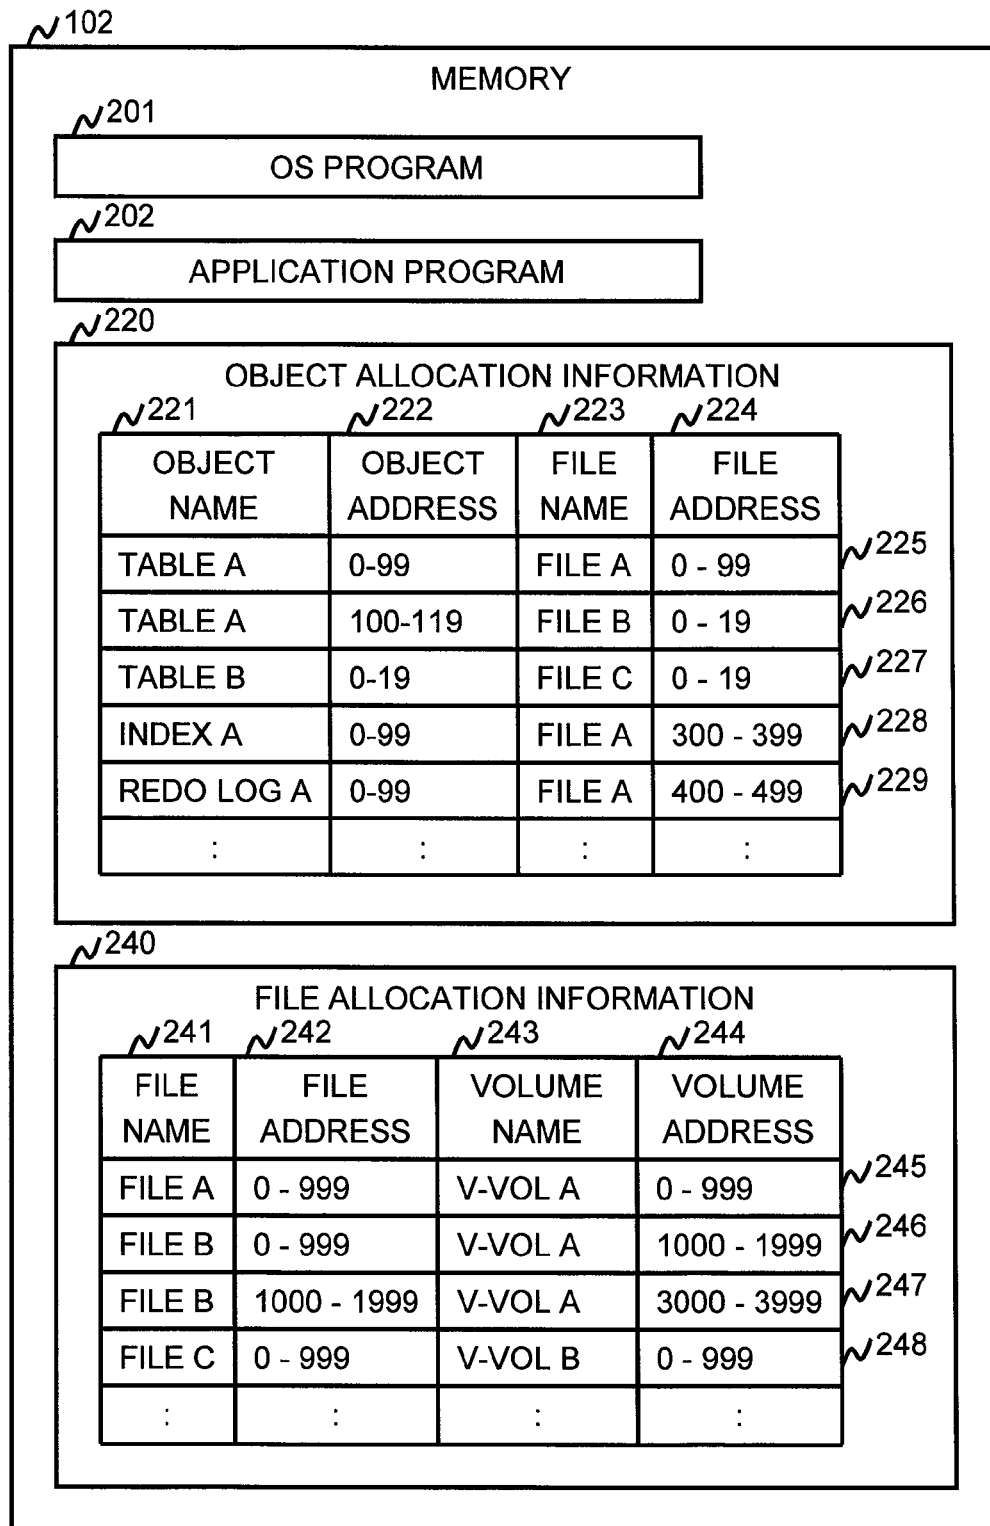 102
MEMORY
201
OS PROGRAM
202
APPLICATION PROGRAM
220
OBJECT ALLOCATION INFORMATION
221 222 223 224
OBJECT NAME OBJECT ADDRESS FILE NAME FILE ADDRESS
TABLE A 0-99 FILE A 0 - 99 225
TABLE A 100-119 FILE B 0 - 19 226
TABLE B 0-19 FILE C 0 - 19 227
INDEX A 0-99 FILE A 300 - 399 228
REDO LOG A 0-99 FILE A 400 - 499 229
: : : :
240
FILE ALLOCATION INFORMATION
241 242 243 244
FILE NAME FILE ADDRESS VOLUME NAME VOLUME ADDRESS
FILE A 0 - 999 V-VOL A 0 - 999 245
FILE B 0 - 999 V-VOL A 1000 - 1999 246
FILE B 1000 - 1999 V-VOL A 3000 - 3999 247
FILE C 0 - 999 V-VOL B 0 - 999 248
: : : :